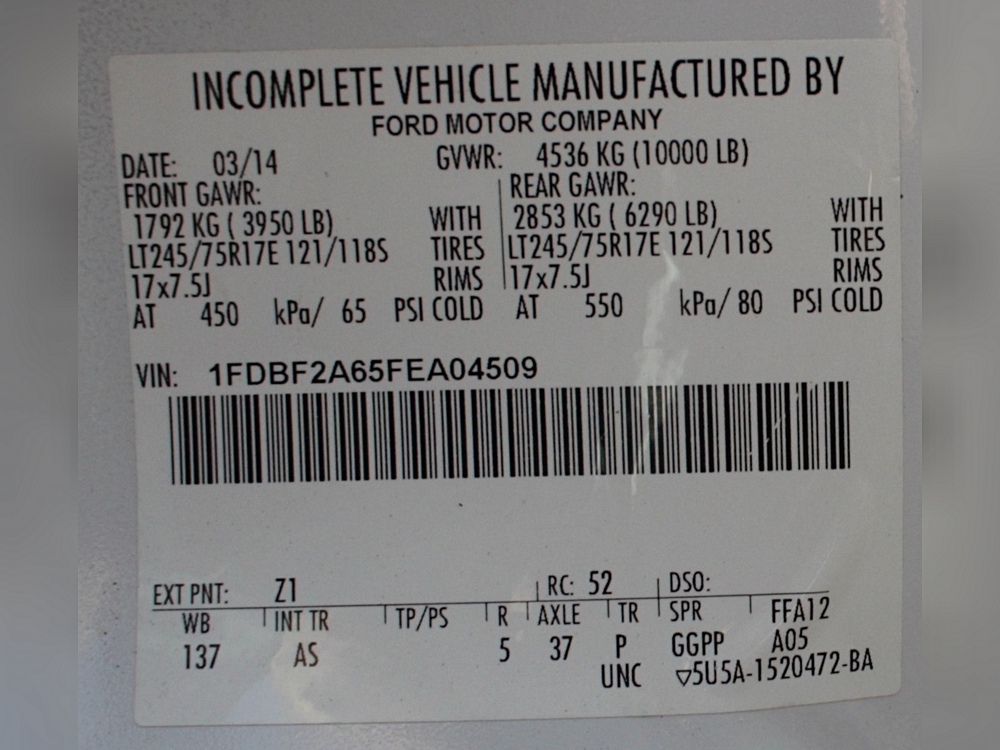 INCOMPLETE VEHICLE MANUFACTURED BY
FORD MOTOR COMPANY
DATE: 03/14 GVWR: 4536 KG (10000 LB)
FRONT GAWR: REAR GAWR:
1792 KG ( 3950 LB) WITH 2853 KG ( 6290 LB) WITH
LT245/75R17E 121/118S TIRES LT245/75R17E 121/118S TIRES
17x7.5J RIMS 17x7.5J RIMS
AT 450 kPa/ 65 PSI COLD AT 550 kPa/ 80 PSI COLD
VIN: 1FDBF2A65FEA04509
EXT PNT: Z1 RC: 52 DSO:
WB INT TR TP/PS R AXLE TR SPR FFA12
137 AS 5 37 P GGPP A05
UNC ▽5U5A-1520472-BA